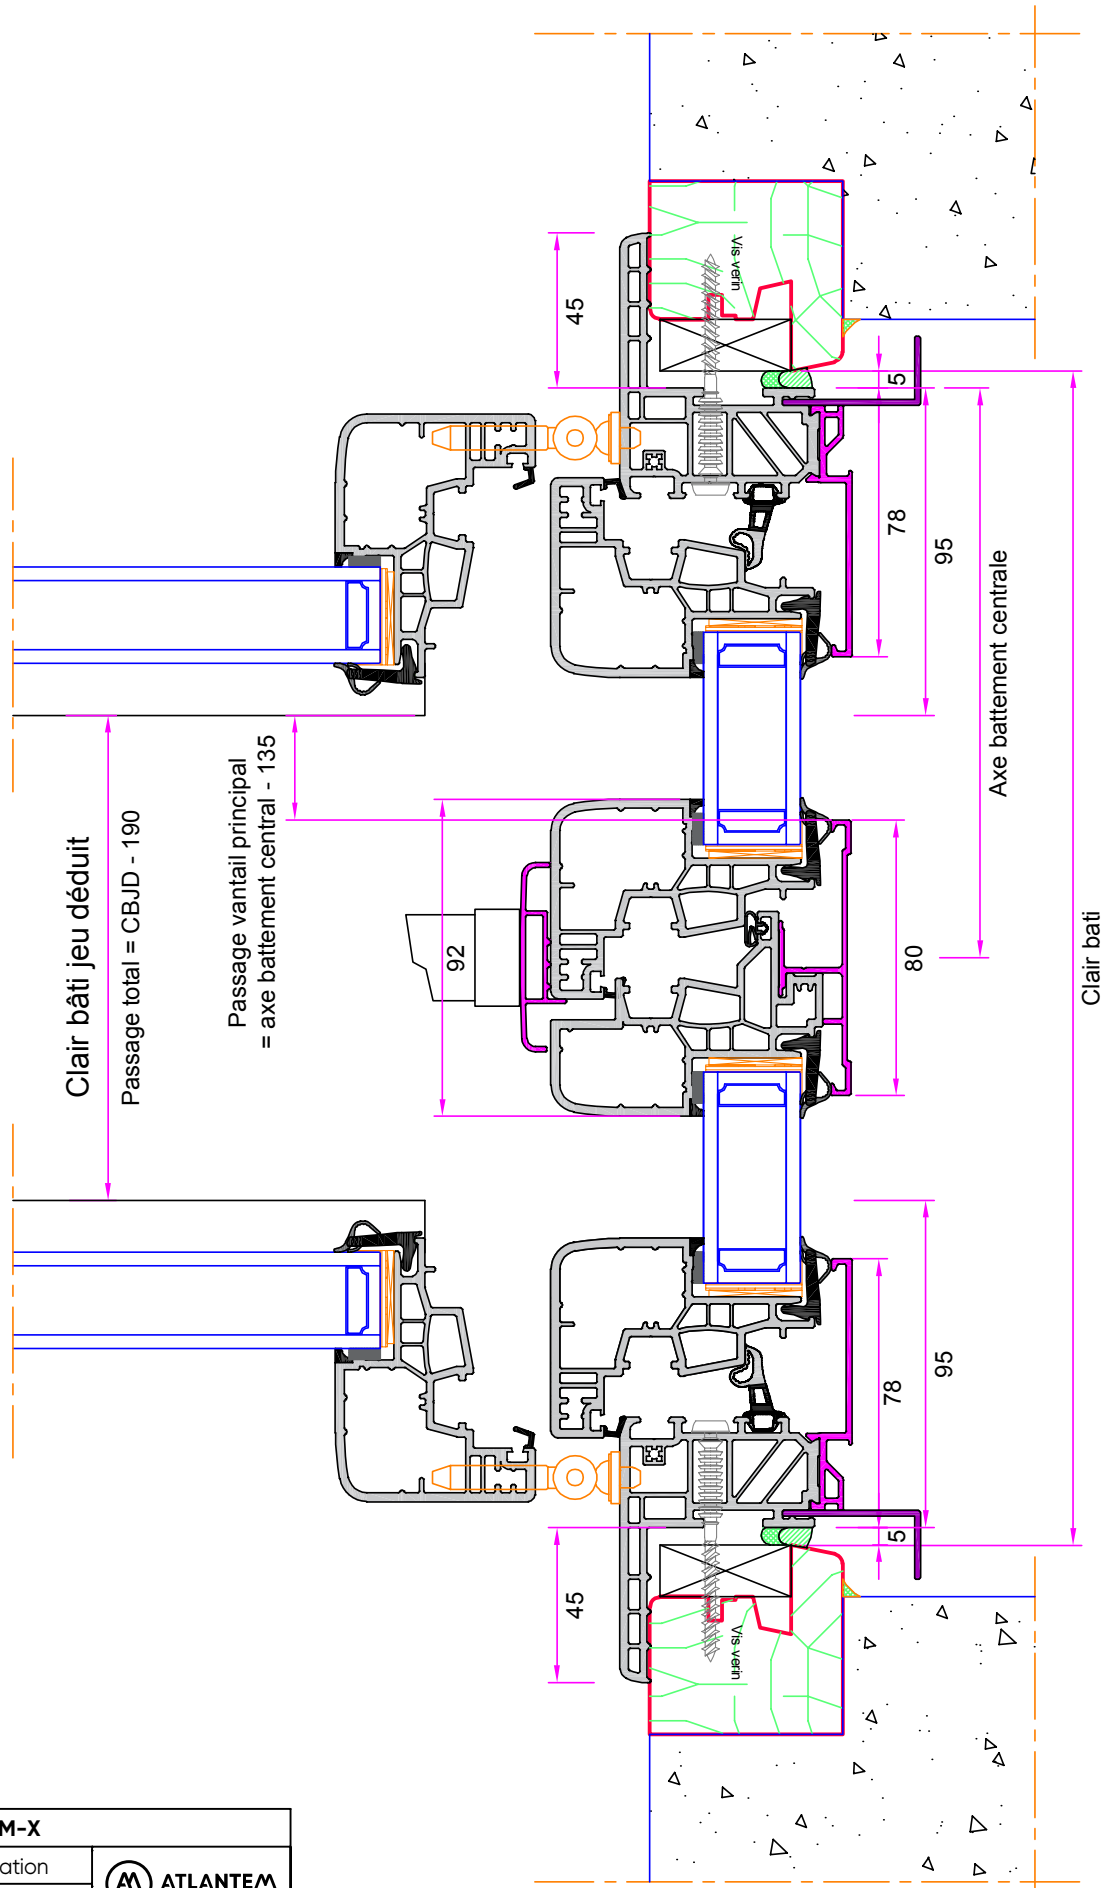 Vis verin
45
5
78
95
Axe battement centrale
Clair bâti jeu déduit
Passage total = CBJD - 190
Passage vantail principal
= axe battement central - 135
92
80
Clair bati
95
78
5
45
Vis verin
M-X
ation
ATLANTEM